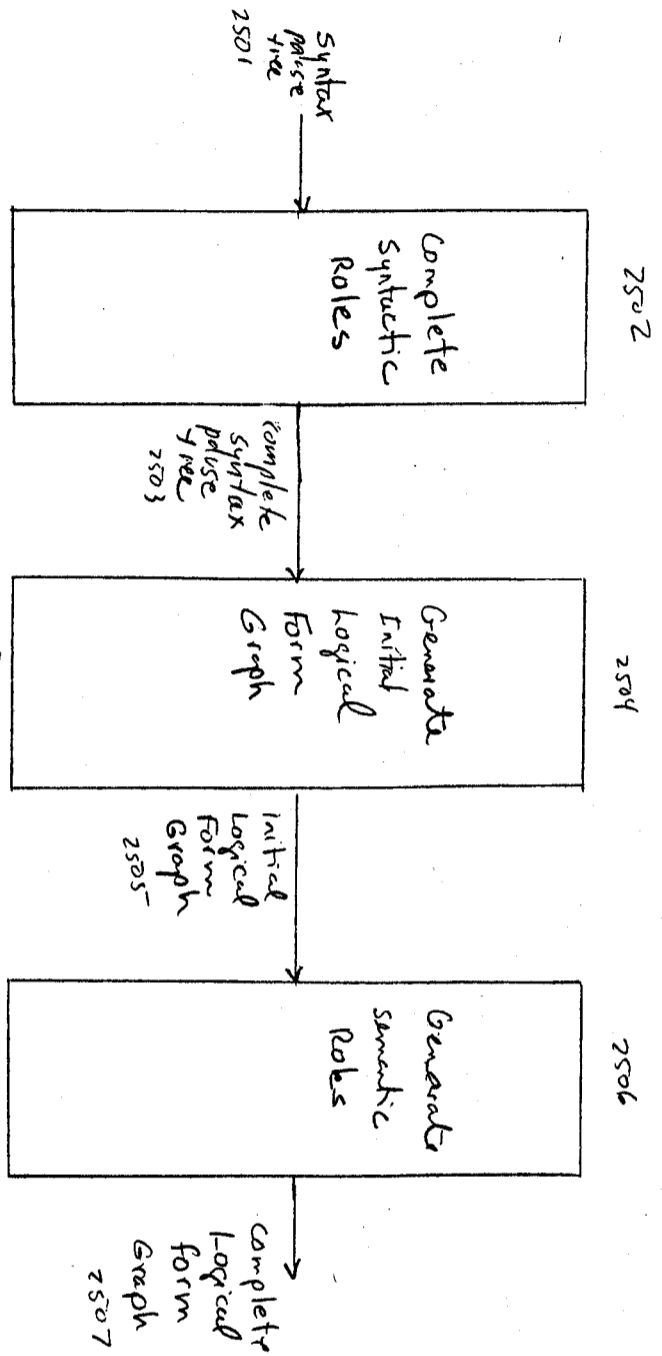 Syntax
parse
tree
2501
2502
Complete
Syntactic
Roles
complete
syntax
parse
tree
2503
2504
Generate
Initial
Logical
Form
Graph
initial
Logical
Form
Graph
2505
2506
Generate
semantic
Roles
complete
Logical
form
Graph
2507